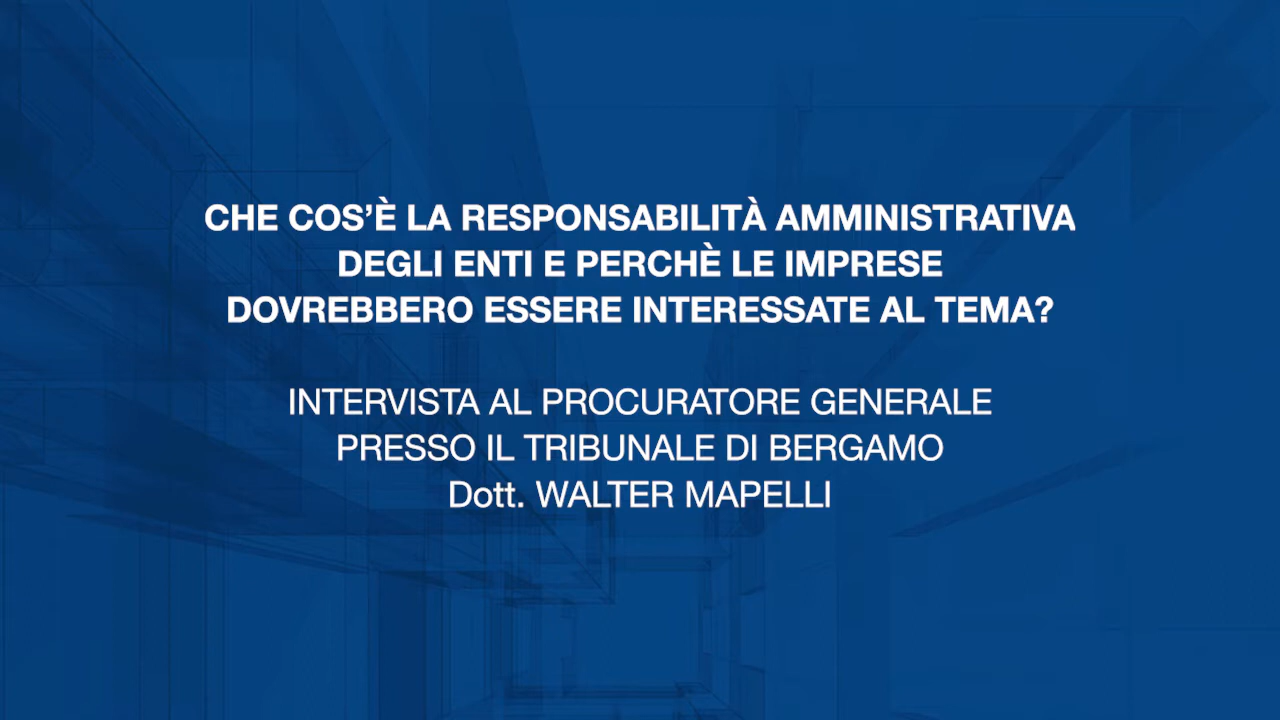 CHE COS’È LA RESPONSABILITÀ AMMINISTRATIVA
DEGLI ENTI E PERCHÈ LE IMPRESE
DOVREBBERO ESSERE INTERESSATE AL TEMA?
INTERVISTA AL PROCURATORE GENERALE
PRESSO IL TRIBUNALE DI BERGAMO
Dott. WALTER MAPELLI